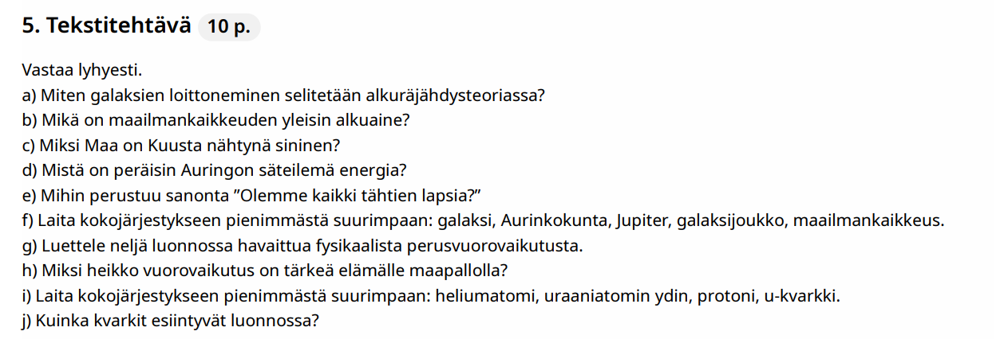 5. Tekstitehtävä 10 p.
Vastaa lyhyesti.
a) Miten galaksien loittoneminen selitetään alkuräjähdysteoriassa?
b) Mikä on maailmankaikkeuden yleisin alkuaine?
c) Miksi Maa on Kuusta nähtynä sininen?
d) Mistä on peräisin Auringon säteilemä energia?
e) Mihin perustuu sanonta ”Olemme kaikki tähtien lapsia?”
f) Laita kokojärjestykseen pienimmästä suurimpaan: galaksi, Aurinkokunta, Jupiter, galaksijoukko, maailmankaikkeus.
g) Luettele neljä luonnossa havaittua fysikaalista perusvuorovaikutusta.
h) Miksi heikko vuorovaikutus on tärkeä elämälle maapallolla?
i) Laita kokojärjestykseen pienimmästä suurimpaan: heliumatomi, uraaniatomin ydin, protoni, u-kvarkki.
j) Kuinka kvarkit esiintyvät luonnossa?